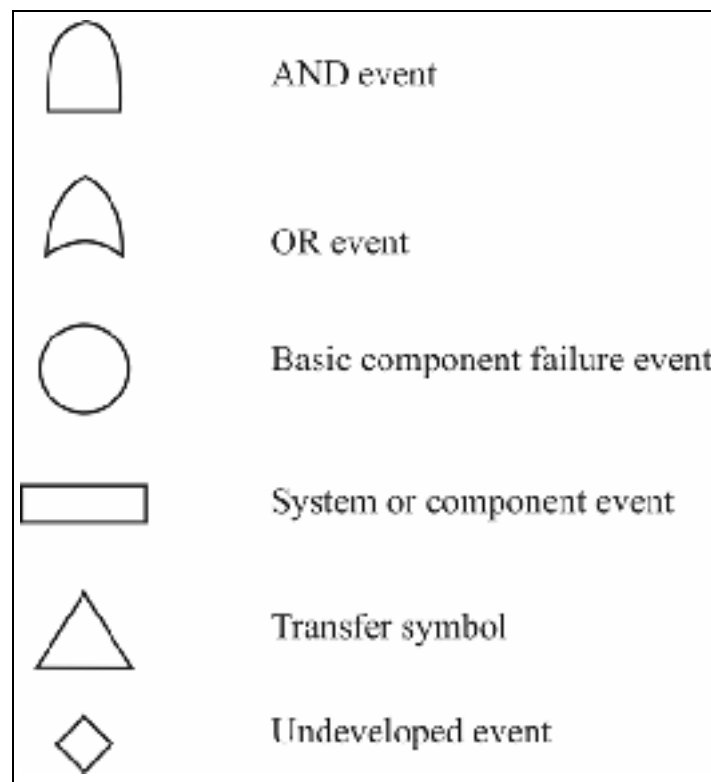 AND event
OR event
Basic component failure event
System or component event
Transfer symbol
Undeveloped event